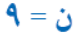 ن = ٩